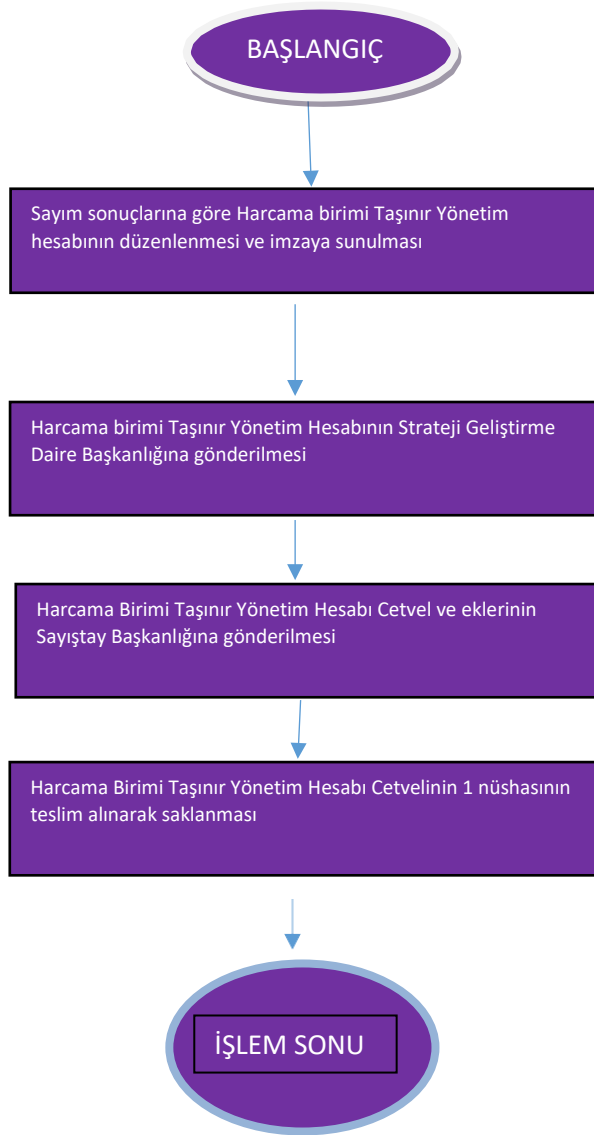 BAŞLANGIÇ
Sayım sonuçlarına göre Harcama birimi Taşınır Yönetim
hesabının düzenlenmesi ve imzaya sunulması
Harcama birimi Taşınır Yönetim Hesabının Strateji Geliştirme
Daire Başkanlığına gönderilmesi
Harcama Birimi Taşınır Yönetim Hesabı Cetvel ve eklerinin
Sayıştay Başkanlığına gönderilmesi
Harcama Birimi Taşınır Yönetim Hesabı Cetvelinin 1 nüshasının
teslim alınarak saklanması
İŞLEM SONU